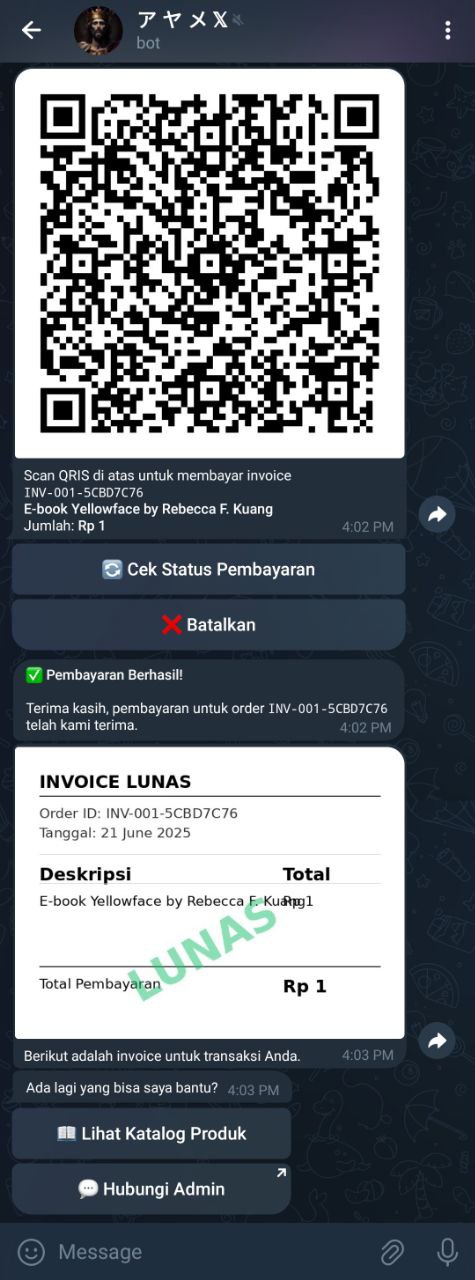 アヤメ𝕏
bot
Scan QRIS di atas untuk membayar invoice
INV-001-5CBD7C76
E-book Yellowface by Rebecca F. Kuang
Jumlah: Rp 1
4:02 PM
Cek Status Pembayaran
Batalkan
Pembayaran Berhasil!
Terima kasih, pembayaran untuk order INV-001-5CBD7C76
telah kami terima.
4:02 PM
INVOICE LUNAS
Order ID: INV-001-5CBD7C76
Tanggal: 21 June 2025
Deskripsi Total
E-book Yellowface by Rebecca F. Kuang Rp 1
LUNAS
Total Pembayaran Rp 1
Berikut adalah invoice untuk transaksi Anda.
4:03 PM
Ada lagi yang bisa saya bantu? 4:03 PM
Lihat Katalog Produk
Hubungi Admin
Message